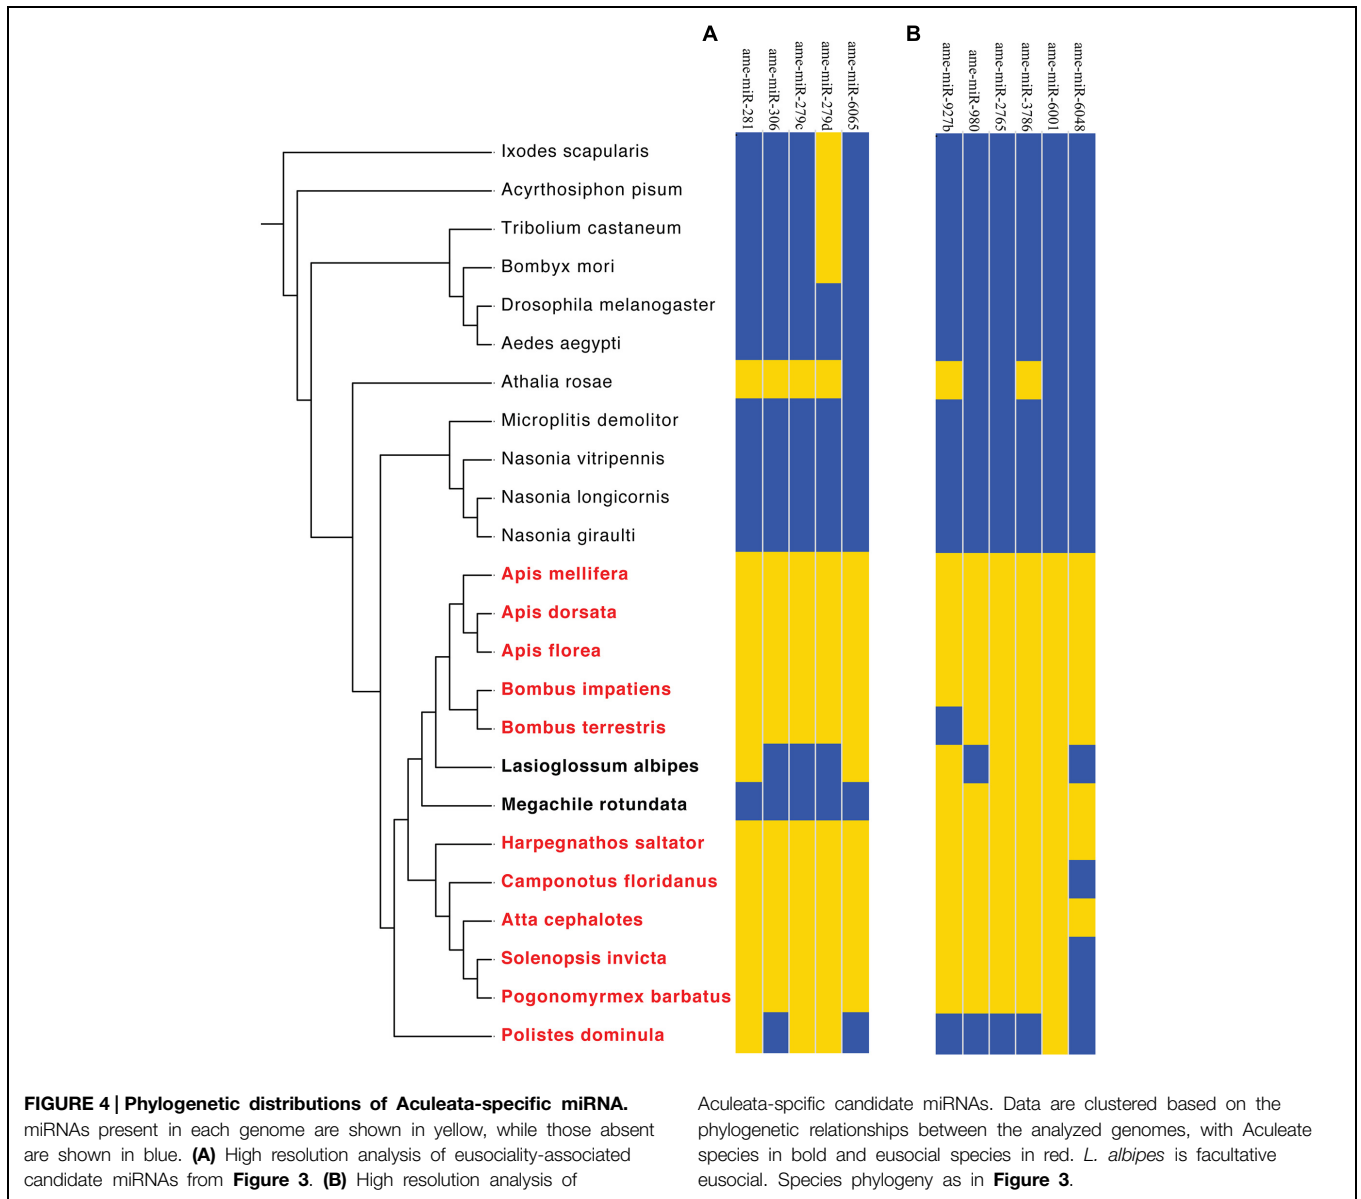 A
B
ame-miR-281
ame-miR-306
ame-miR-279c
ame-miR-279d
ame-miR-6065
ame-miR-927b
ame-miR-980
ame-miR-2765
ame-miR-3786
ame-miR-6001
ame-miR-6048
Ixodes scapularis
Acyrthosiphon pisum
Tribolium castaneum
Bombyx mori
Drosophila melanogaster
Aedes aegypti
Athalia rosae
Microplitis demolitor
Nasonia vitripennis
Nasonia longicornis
Nasonia giraulti
Apis mellifera
Apis dorsata
Apis florea
Bombus impatiens
Bombus terrestris
Lasioglossum albipes
Megachile rotundata
Harpegnathos saltator
Camponotus floridanus
Atta cephalotes
Solenopsis invicta
Pogonomyrmex barbatus
Polistes dominula
FIGURE 4 | Phylogenetic distributions of Aculeata-specific miRNA.
miRNAs present in each genome are shown in yellow, while those absent
are shown in blue. (A) High resolution analysis of eusociality-associated
candidate miRNAs from Figure 3. (B) High resolution analysis of
Aculeata-spcific candidate miRNAs. Data are clustered based on the
phylogenetic relationships between the analyzed genomes, with Aculeate
species in bold and eusocial species in red. L. albipes is facultative
eusocial. Species phylogeny as in Figure 3.